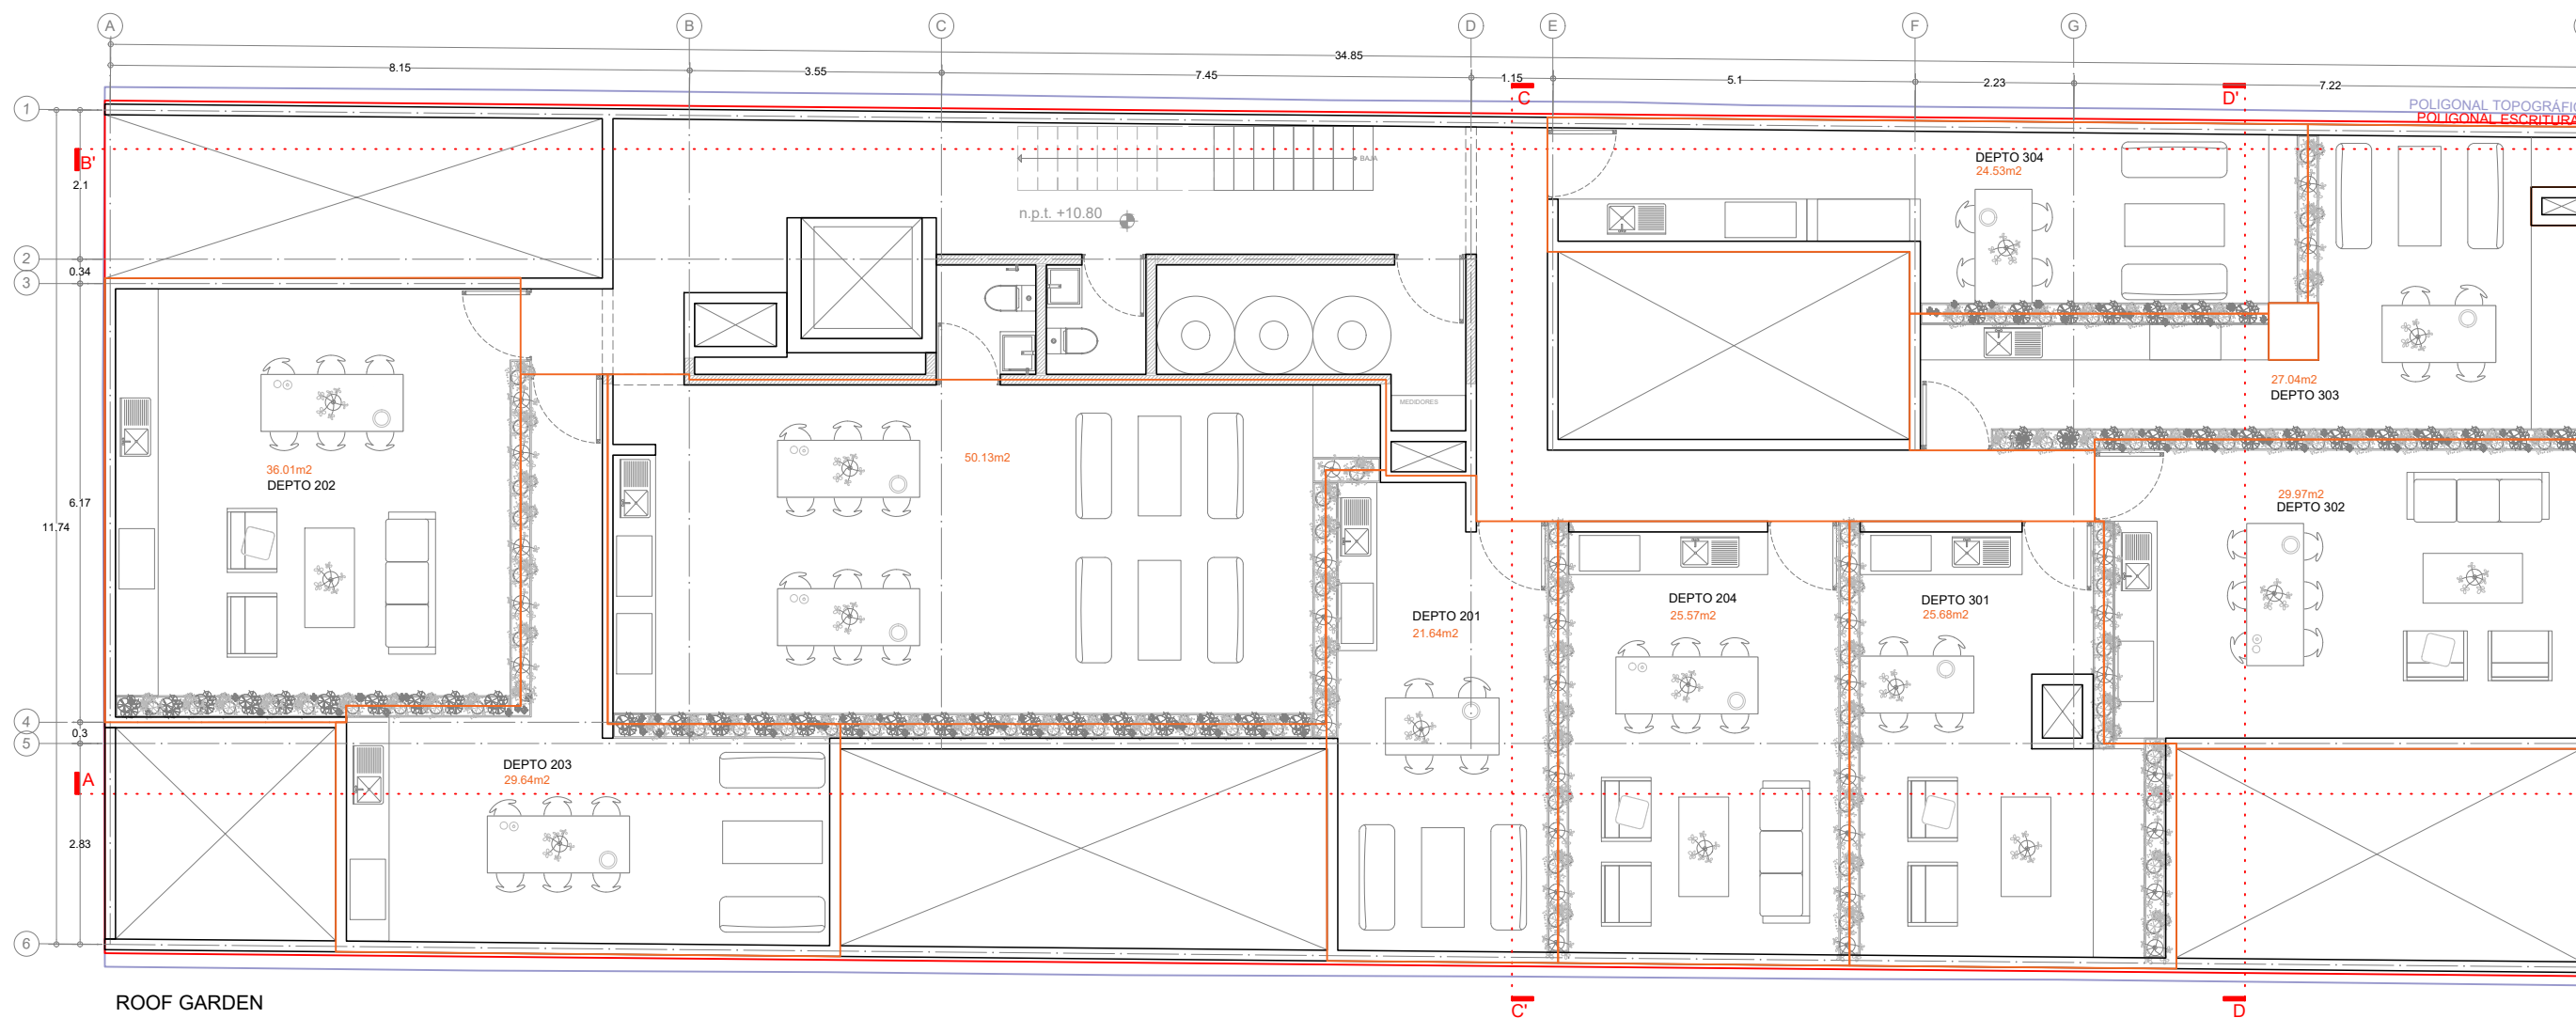 A
B
C
D
E
F
G
34.85
8.15
3.55
7.45
1.15
5.1
2.23
7.22
C
D'
POLIGONAL TOPOGRÁFI
POLIGONAL ESCRITURA
1
B'
2.1
BAJA
DEPTO 304
24.53m2
n.p.t. +10.80
2
0.34
3
27.04m2
DEPTO 303
MEDIDORES
36.01m2
DEPTO 202
50.13m2
6.17
11.74
29.97m2
DEPTO 302
DEPTO 201
21.64m2
DEPTO 204
25.57m2
DEPTO 301
25.68m2
4
0.3
5
DEPTO 203
29.64m2
A
2.83
6
ROOF GARDEN
C'
D